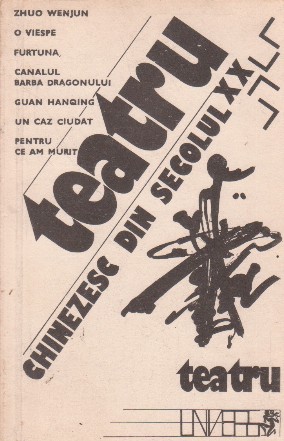 ZHUO WENJUN
O VIESPE
FURTUNA,
CANALUL
BARBA DRAGONULUI
GUAN HANQING
UN CAZ CIUDAT
PENTRU
CE AM MURIT
teatru
CHINEZESC DIN SECOLUL XX
teatru
UNIVERS